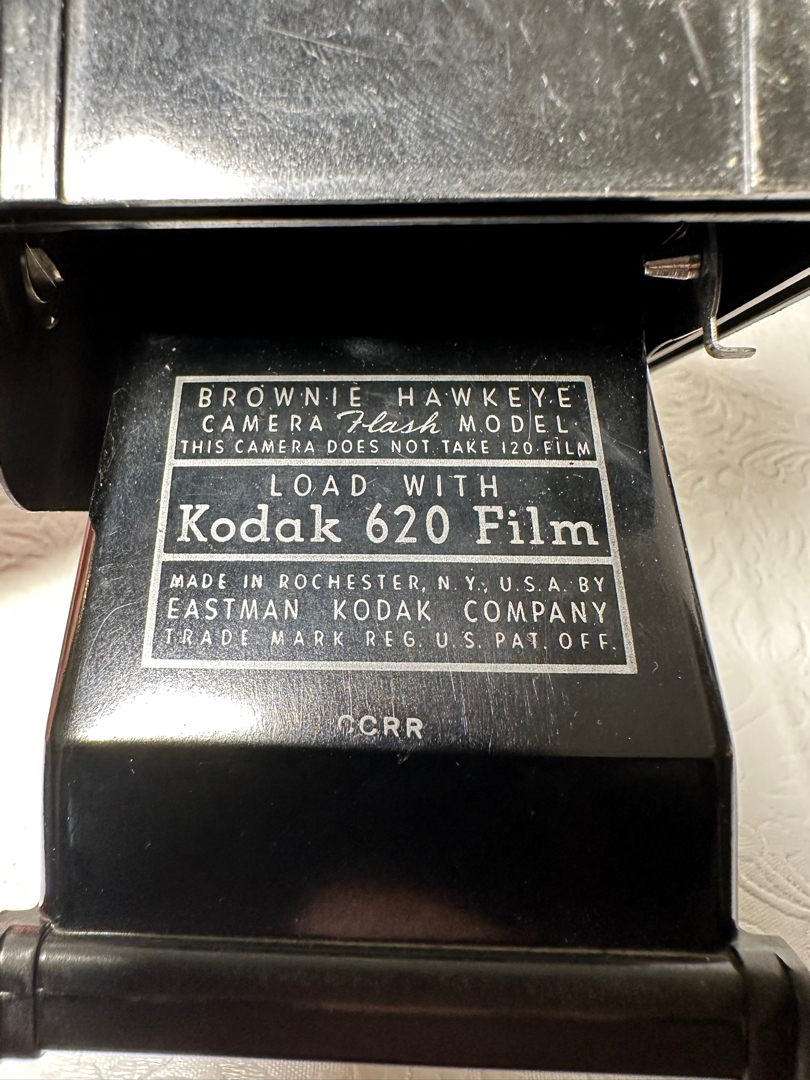 BROWNIE HAWKEYE
CAMERA Flash MODEL
THIS CAMERA DOES NOT TAKE 120 FILM
LOAD WITH
Kodak 620 Film
MADE IN ROCHESTER, N.Y., U.S.A. BY
EASTMAN KODAK COMPANY
TRADE MARK REG. U.S. PAT. OFF.
CCRR